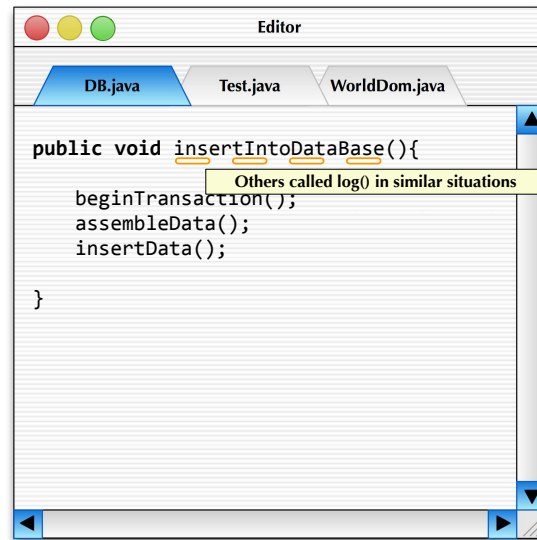 Editor
DB.java Test.java WorldDom.java
public void insertIntoDataBase(){
Others called log() in similar situations
beginTransaction();
assembleData();
insertData();
}